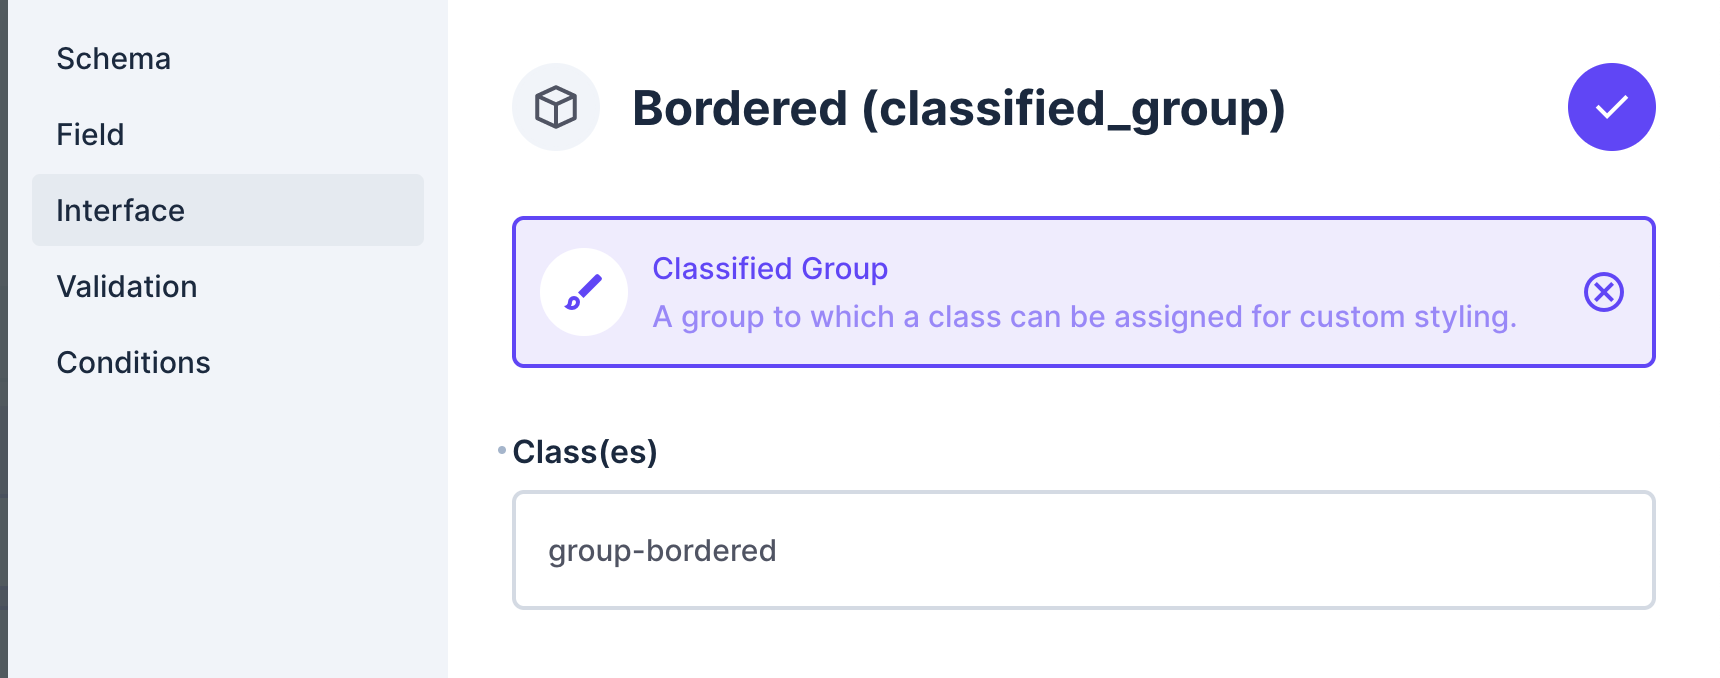 Schema
Field
Interface
Validation
Conditions
Bordered (classified_group)
Classified Group
A group to which a class can be assigned for custom styling.
Class(es)
group-bordered